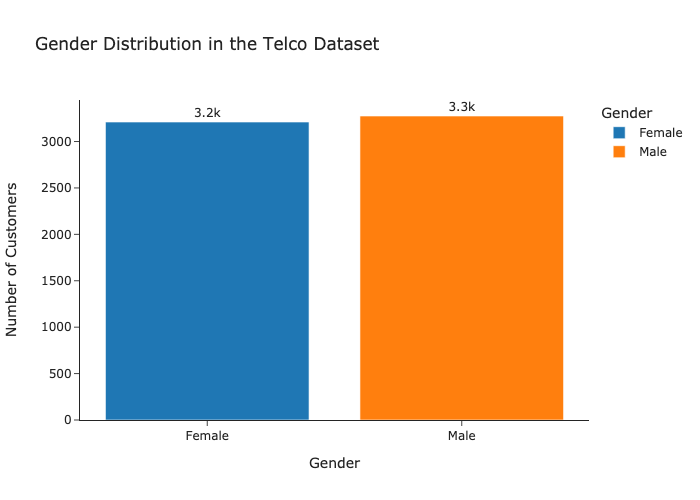 Gender Distribution in the Telco Dataset
3.2k
3.3k
Gender
Female
Male
Number of Customers
3000
2500
2000
1500
1000
500
0
Female
Male
Gender